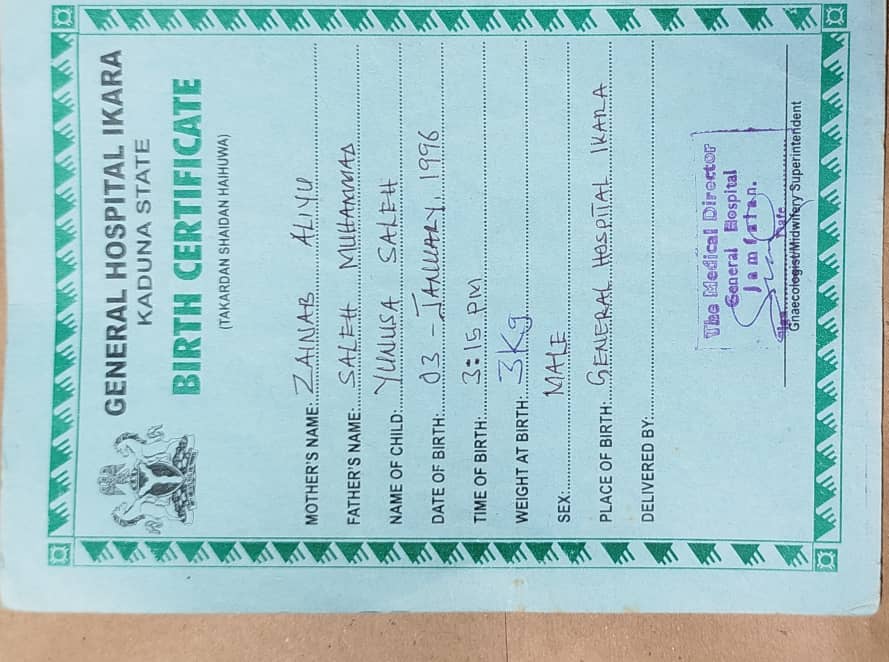 GENERAL HOSPITAL IKARA
KADUNA STATE
BIRTH CERTIFICATE
(TAKARDAN SHAIDAN HAIHUWA)
MOTHER'S NAME: ZAINAB ALIYU
FATHER'S NAME: SALEH MUHAMMAD
NAME OF CHILD: YUNUSA SALEH
DATE OF BIRTH: 03 - JANUARY 1996
TIME OF BIRTH: 3:15 PM
WEIGHT AT BIRTH: 3Kg
SEX MALE
PLACE OF BIRTH: GENERAL HOSPITAL IKARA
DELIVERED BY:
The Medical Director
General Hospital
Sign Date
Gnaecologist/Midwifery Superintendent